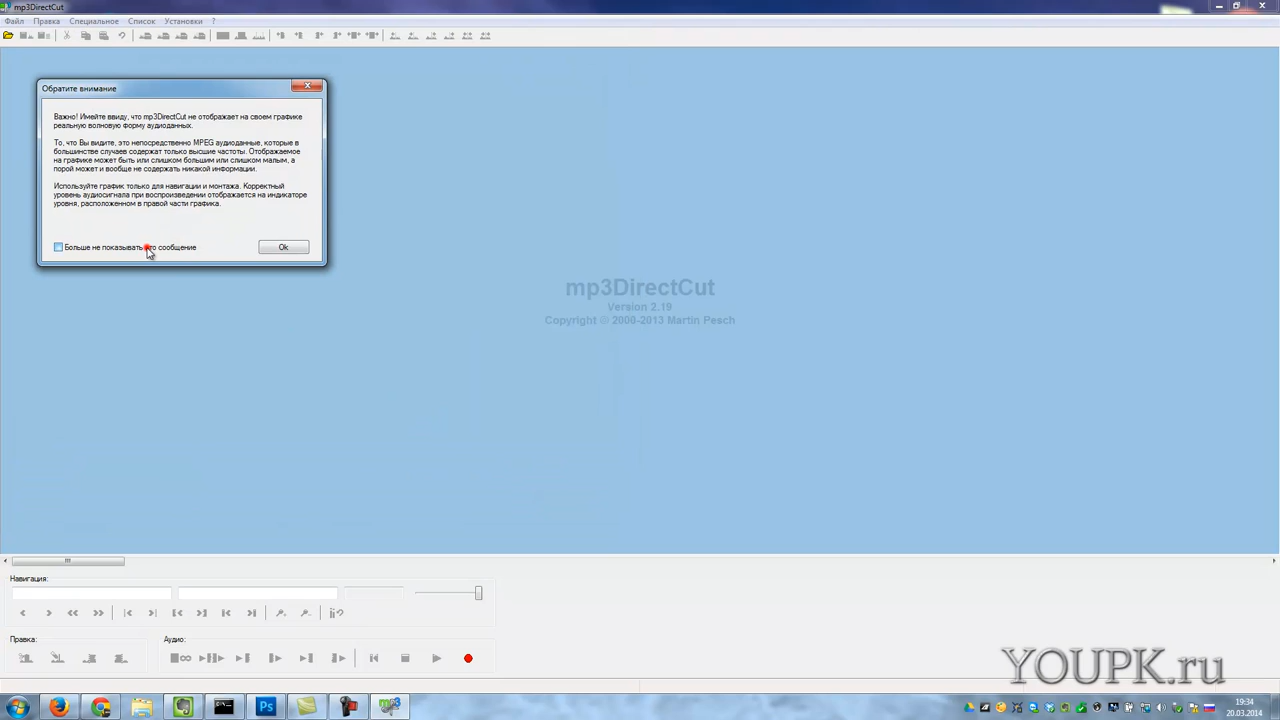 mp3DirectCut
Файл Правка Специальное Список Установки ?
Обратите внимание
Важно! Имейте ввиду, что mp3DirectCut не отображает на своем графике
реальную волновую форму аудиоданных.
То, что Вы видите, это непосредственно MPEG аудиоданные, которые в
большинстве случаев содержат только высшие частоты. Отображаемое
на графике может быть или слишком большим или слишком малым, а
порой может и вообще не содержать никакой информации.
Используйте график только для навигации и монтажа. Корректный
уровень аудиосигнала при воспроизведении отображается на индикаторе
уровня, расположенном в правой части графика.
Больше не показывать это сообщение
Ok
mp3DirectCut
Version 2.19
Copyright © 2000-2013 Martin Pesch
Навигация:
Правка:
Аудио:
YOUPK.ru
Ps
19:34
20.03.2014